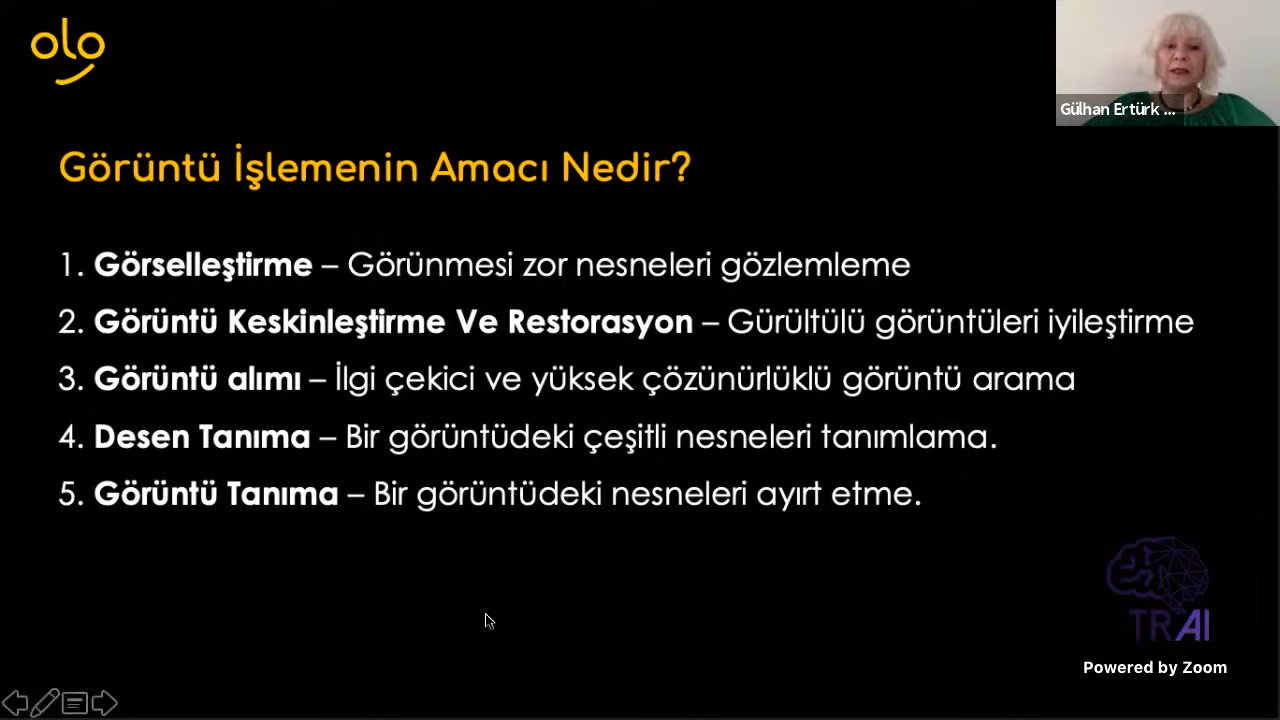 olo
Gülhan Ertürk ...
Görüntü İşlemenin Amacı Nedir?
1. Görselleştirme – Görünmesi zor nesneleri gözlemleme
2. Görüntü Keskinleştirme Ve Restorasyon – Gürültülü görüntüleri iyileştirme
3. Görüntü alımı – İlgi çekici ve yüksek çözünürlüklü görüntü arama
4. Desen Tanıma – Bir görüntüdeki çeşitli nesneleri tanımlama.
5. Görüntü Tanıma – Bir görüntüdeki nesneleri ayırt etme.
TRAI
Powered by Zoom